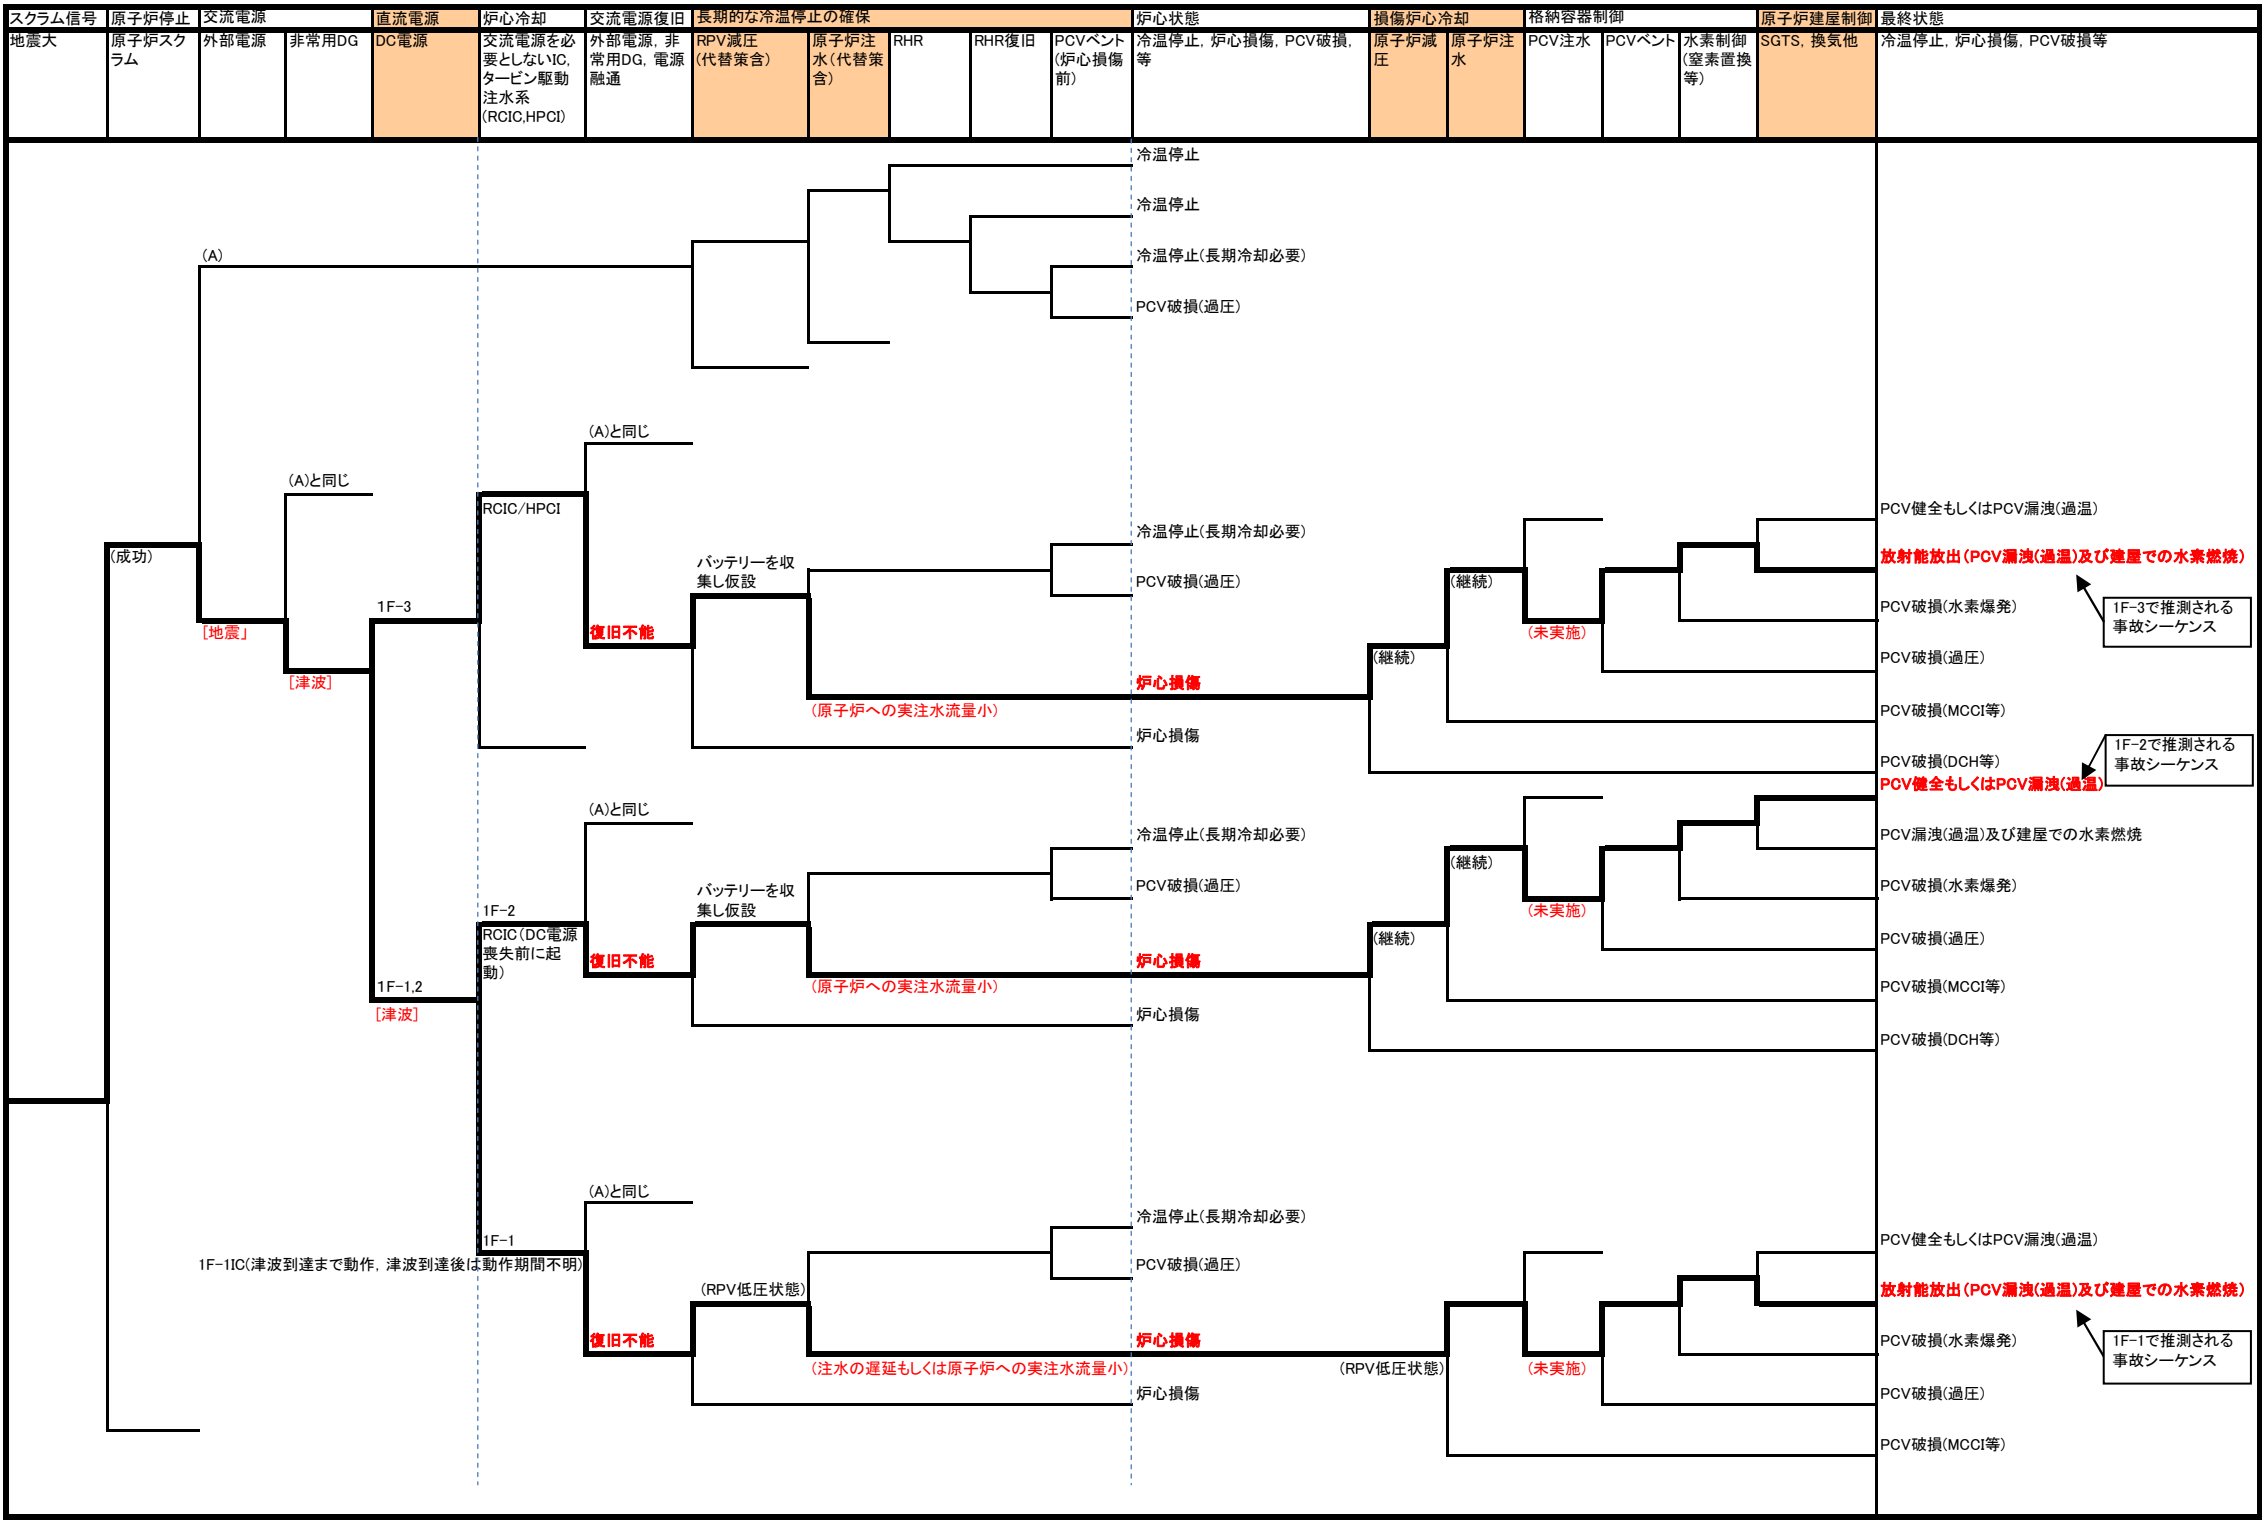 スクラム信号
原子炉停止
交流電源
直流電源
炉心冷却
交流電源復旧
長期的な冷温停止の確保
炉心状態
損傷炉心冷却
格納容器制御
原子炉建屋制御
最終状態
地震大
原子炉スク
ラム
外部電源
非常用DG
DC電源
交流電源を必
要としないIC,
タービン駆動
注水系
(RCIC,HPCI)
外部電源, 非
常用DG, 電源
融通
RPV減圧
(代替策含)
原子炉注
水(代替策
含)
RHR
RHR復旧
PCVベント
(炉心損傷
前)
冷温停止, 炉心損傷, PCV破損,
等
原子炉減
圧
原子炉注
水
PCV注水
PCVベント
水素制御
(窒素置換
等)
SGTS, 換気他
冷温停止, 炉心損傷, PCV破損等
冷温停止
冷温停止
(A)
冷温停止(長期冷却必要)
PCV破損(過圧)
(A)と同じ
(A)と同じ
RCIC/HPCI
PCV健全もしくはPCV漏洩(過温)
冷温停止(長期冷却必要)
(成功)
バッテリーを収
集し仮設
放射能放出(PCV漏洩(過温)及び建屋での水素燃焼)
PCV破損(過圧)
(継続)
1F-3
PCV破損(水素爆発)
1F-3で推測される
事故シーケンス
[地震」
復旧不能
(未実施)
(継続)
PCV破損(過圧)
[津波]
炉心損傷
(原子炉への実注水流量小)
PCV破損(MCCI等)
炉心損傷
1F-2で推測される
事故シーケンス
PCV破損(DCH等)
PCV健全もしくはPCV漏洩(過温)
(A)と同じ
冷温停止(長期冷却必要)
PCV漏洩(過温)及び建屋での水素燃焼
(継続)
バッテリーを収
集し仮設
PCV破損(過圧)
PCV破損(水素爆発)
1F-2
(未実施)
RCIC(DC電源
喪失前に起
動)
復旧不能
(継続)
PCV破損(過圧)
炉心損傷
1F-1,2
(原子炉への実注水流量小)
PCV破損(MCCI等)
[津波]
炉心損傷
PCV破損(DCH等)
(A)と同じ
冷温停止(長期冷却必要)
1F-1
PCV健全もしくはPCV漏洩(過温)
1F-1IC(津波到達まで動作, 津波到達後は動作期間不明)
PCV破損(過圧)
(RPV低圧状態)
放射能放出(PCV漏洩(過温)及び建屋での水素燃焼)
復旧不能
炉心損傷
PCV破損(水素爆発)
1F-1で推測される
事故シーケンス
(注水の遅延もしくは原子炉への実注水流量小)
(RPV低圧状態)
(未実施)
炉心損傷
PCV破損(過圧)
PCV破損(MCCI等)